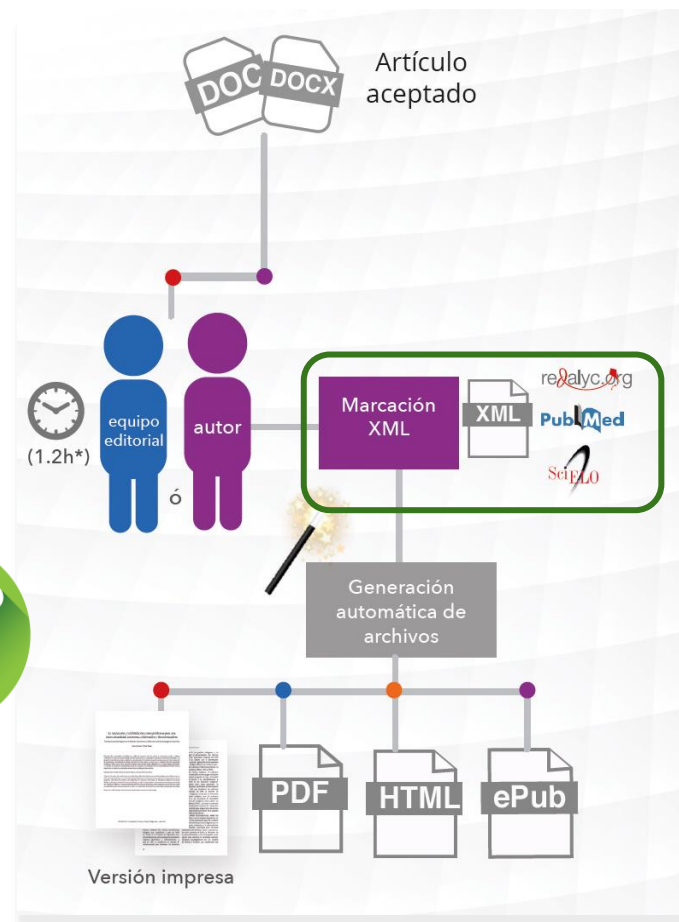 DOC
DOCX
Artículo
aceptado
(1.2h*)
equipo
editorial
ó
autor
Marcación
XML
XML
redalyc.org
PubMed
SciELO
Generación
automática de
archivos
PDF
HTML
ePub
Versión impresa